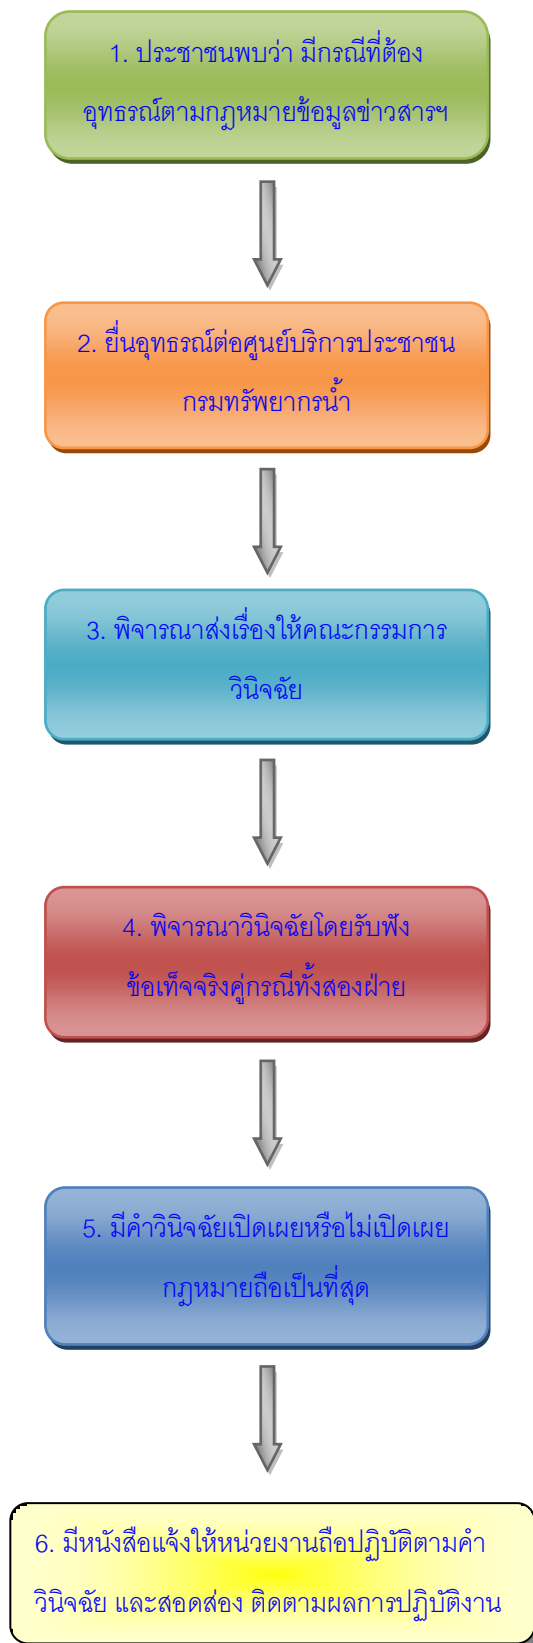 1. ประชาชนพบว่า มีกรณีที่ต้อง
อุทธรณ์ตามกฎหมายข้อมูลข่าวสารฯ
2. ยื่นอุทธรณ์ต่อศูนย์บริการประชาชน
กรมทรัพยากรน้ำ
3. พิจารณาส่งเรื่องให้คณะกรรมการ
วินิจฉัย
4. พิจารณาวินิจฉัยโดยรับฟัง
ข้อเท็จจริงคู่กรณีทั้งสองฝ่าย
5. มีคำวินิจฉัยเปิดเผยหรือไม่เปิดเผย
กฎหมายถือเป็นที่สุด
6. มีหนังสือแจ้งให้หน่วยงานถือปฏิบัติตามคำ
วินิจฉัย และสอดส่อง ติดตามผลการปฏิบัติงาน